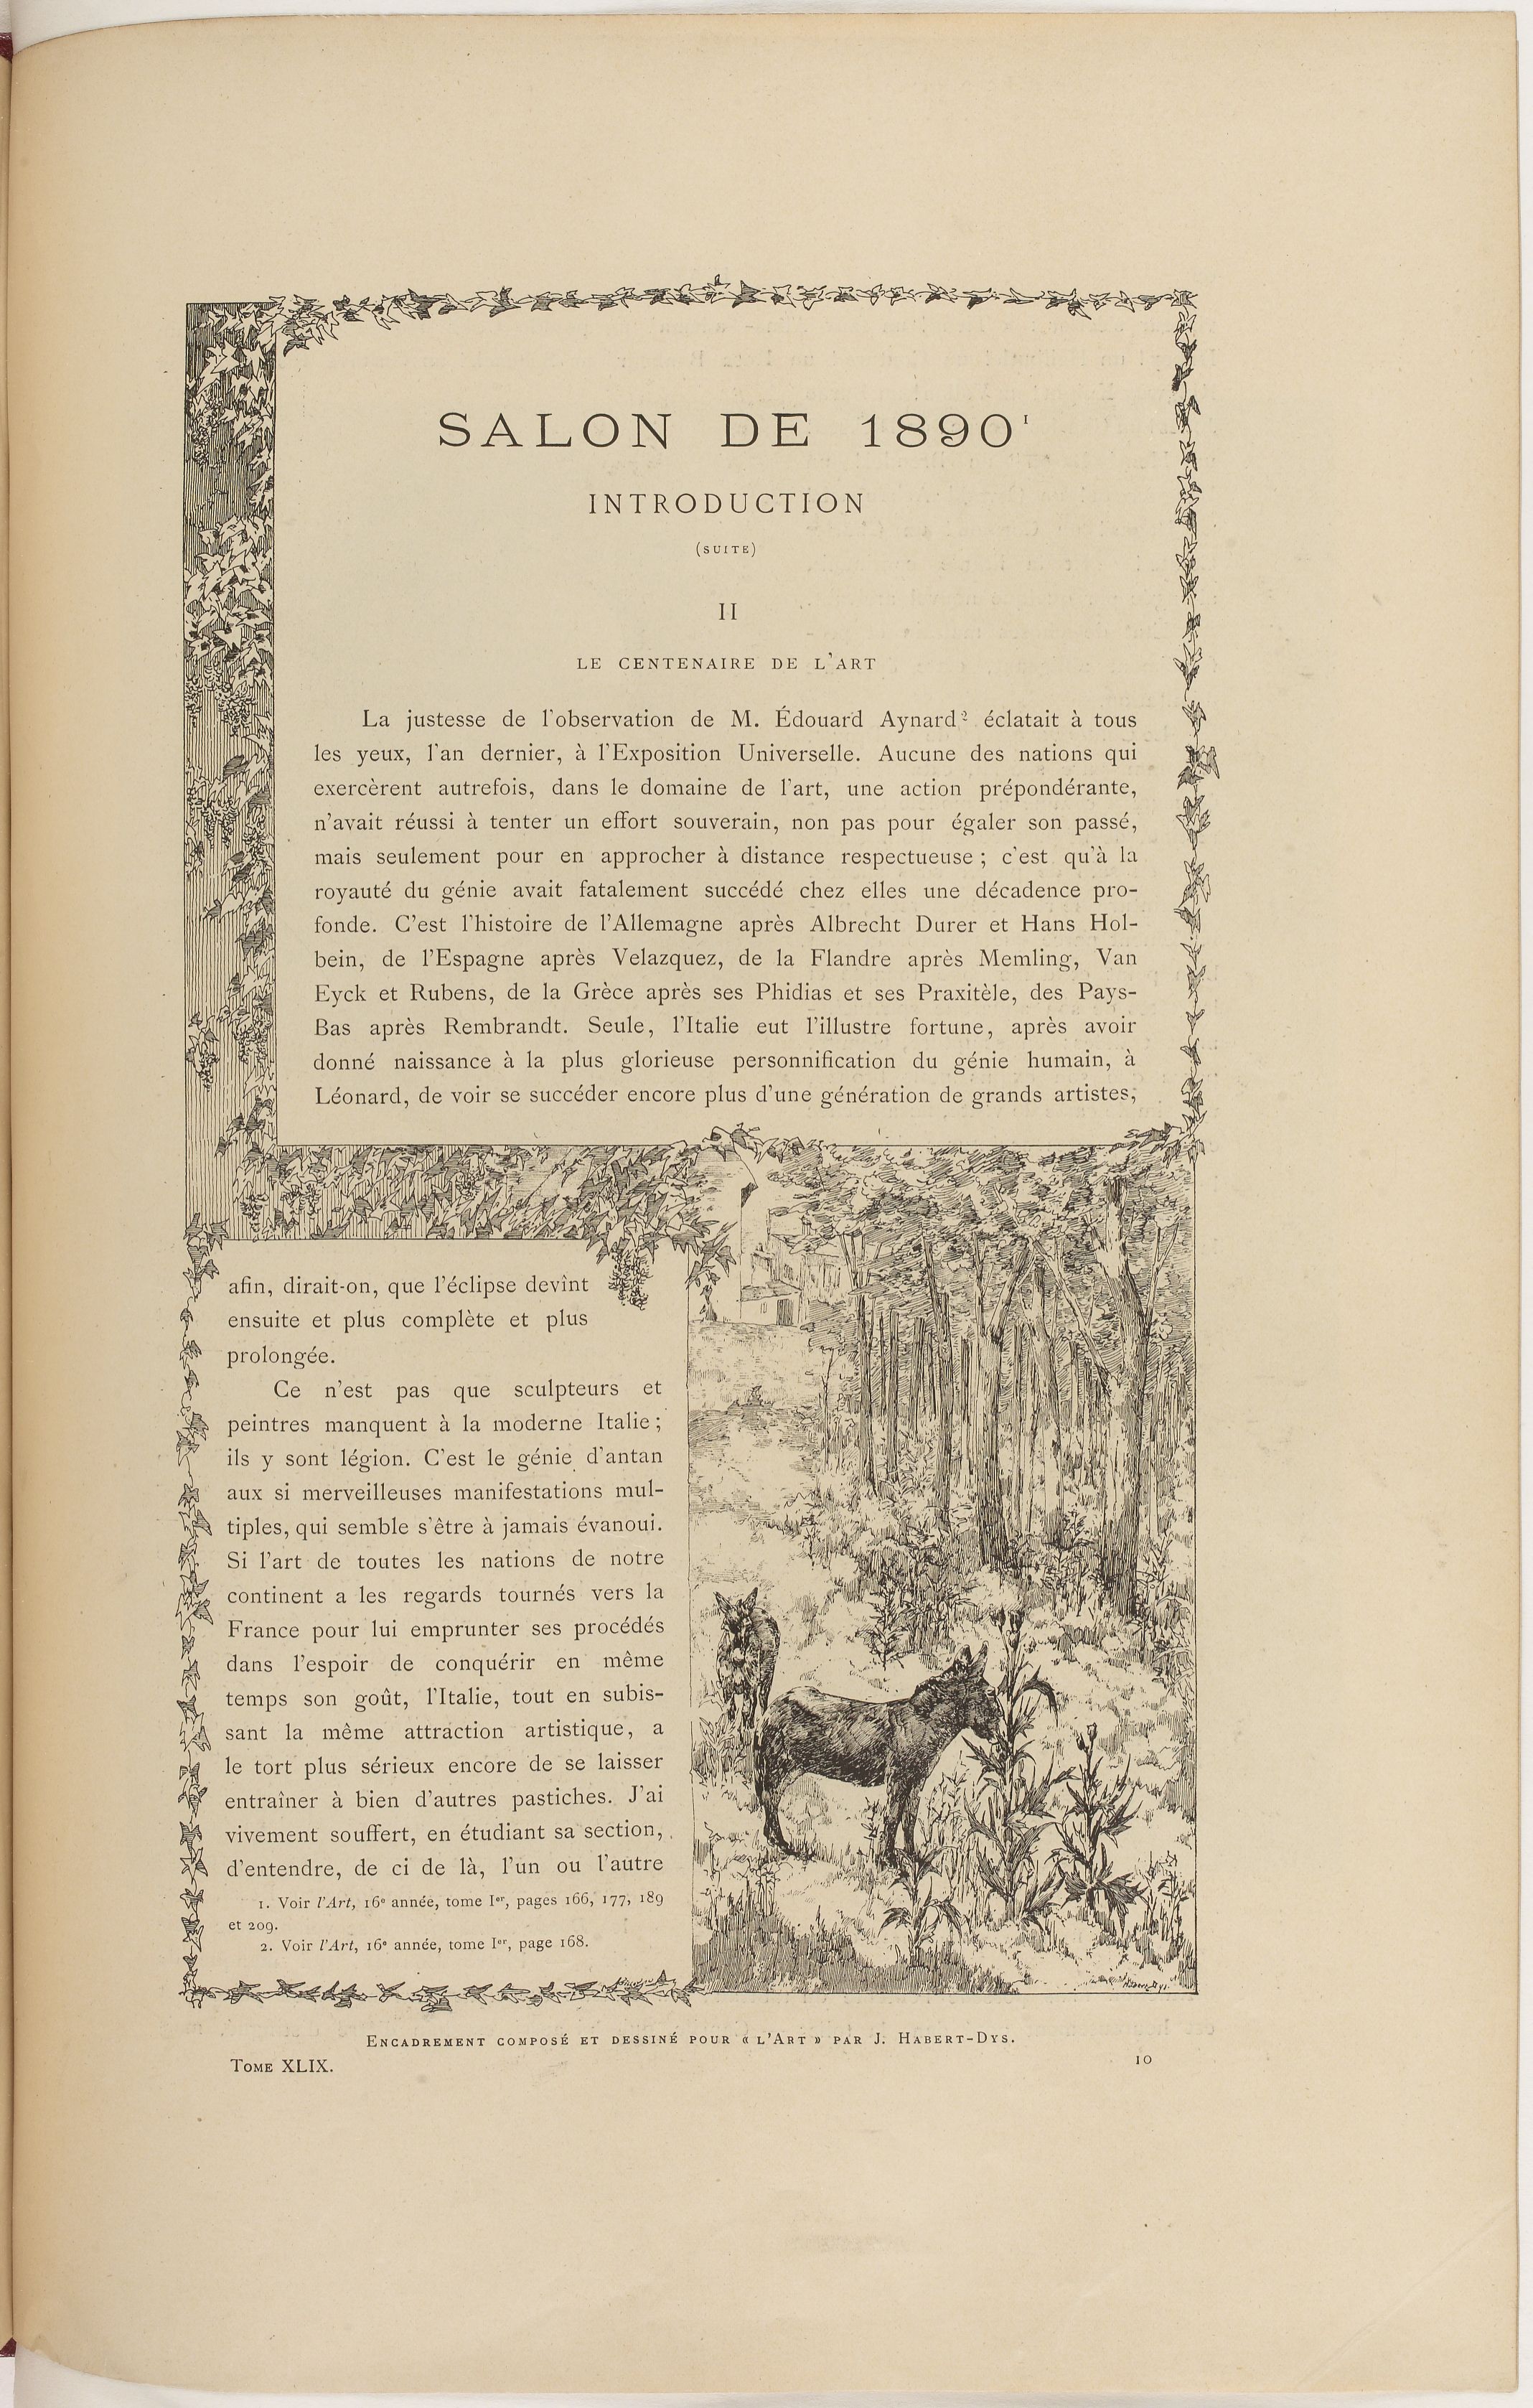 SALON DE 1890¹
INTRODUCTION
(SUITE)
II
LE CENTENAIRE DE L'ART
La justesse de l'observation de M. Édouard Aynard² éclatait à tous
les yeux, l'an dernier, à l'Exposition Universelle. Aucune des nations qui
exercèrent autrefois, dans le domaine de l'art, une action prépondérante,
n'avait réussi à tenter un effort souverain, non pas pour égaler son passé,
mais seulement pour en approcher à distance respectueuse ; c'est qu'à la
royauté du génie avait fatalement succédé chez elles une décadence pro-
fonde. C'est l'histoire de l'Allemagne après Albrecht Durer et Hans Hol-
bein, de l'Espagne après Velazquez, de la Flandre après Memling, Van
Eyck et Rubens, de la Grèce après ses Phidias et ses Praxitèle, des Pays-
Bas après Rembrandt. Seule, l'Italie eut l'illustre fortune, après avoir
donné naissance à la plus glorieuse personnification du génie humain, à
Léonard, de voir se succéder encore plus d'une génération de grands artistes,
afin, dirait-on, que l'éclipse devînt
ensuite et plus complète et plus
prolongée.
Ce n'est pas que sculpteurs et
peintres manquent à la moderne Italie ;
ils y sont légion. C'est le génie d'antan
aux si merveilleuses manifestations mul-
tiples, qui semble s'être à jamais évanoui.
Si l'art de toutes les nations de notre
continent a les regards tournés vers la
France pour lui emprunter ses procédés
dans l'espoir de conquérir en même
temps son goût, l'Italie, tout en subis-
sant la même attraction artistique, a
le tort plus sérieux encore de se laisser
entraîner à bien d'autres pastiches. J'ai
vivement souffert, en étudiant sa section,
d'entendre, de ci de là, l'un ou l'autre
1. Voir l'Art, 16e année, tome Ier, pages 166, 177, 189
et 209.
2. Voir l'Art, 16e année, tome Ier, page 168.
ENCADREMENT COMPOSÉ ET DESSINÉ POUR « L'ART » PAR J. HABERT-DYS.
TOME XLIX.
10